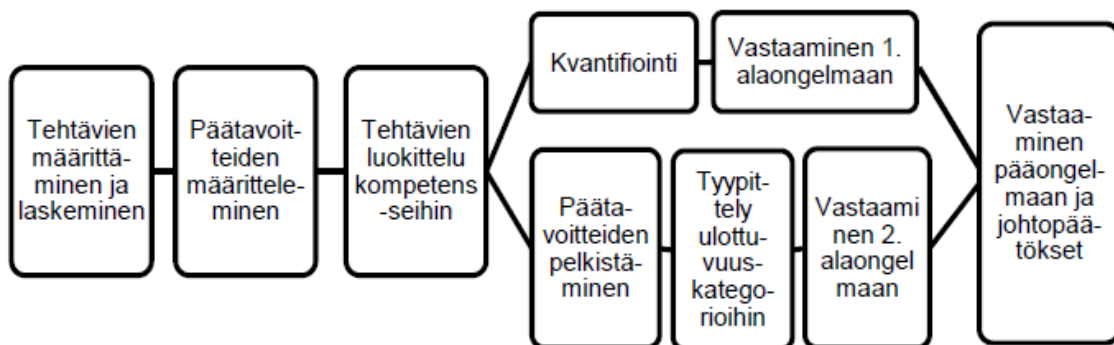 Tehtävien
määrittä-
minen ja
laskeminen
Päätavoit-
teiden
määrittele-
minen
Tehtävien
luokittelu
kompetens
-seihin
Kvantifiointi
Vastaaminen 1.
alaongelmaan
Pääta-
voitteiden
pelkistä-
minen
Tyypit-
tely
ulottu-
vuus-
katego-
rioihin
Vastaami
nen 2.
alaongel
maan
Vastaa-
minen
pääongel-
maan ja
johtopää-
tökset